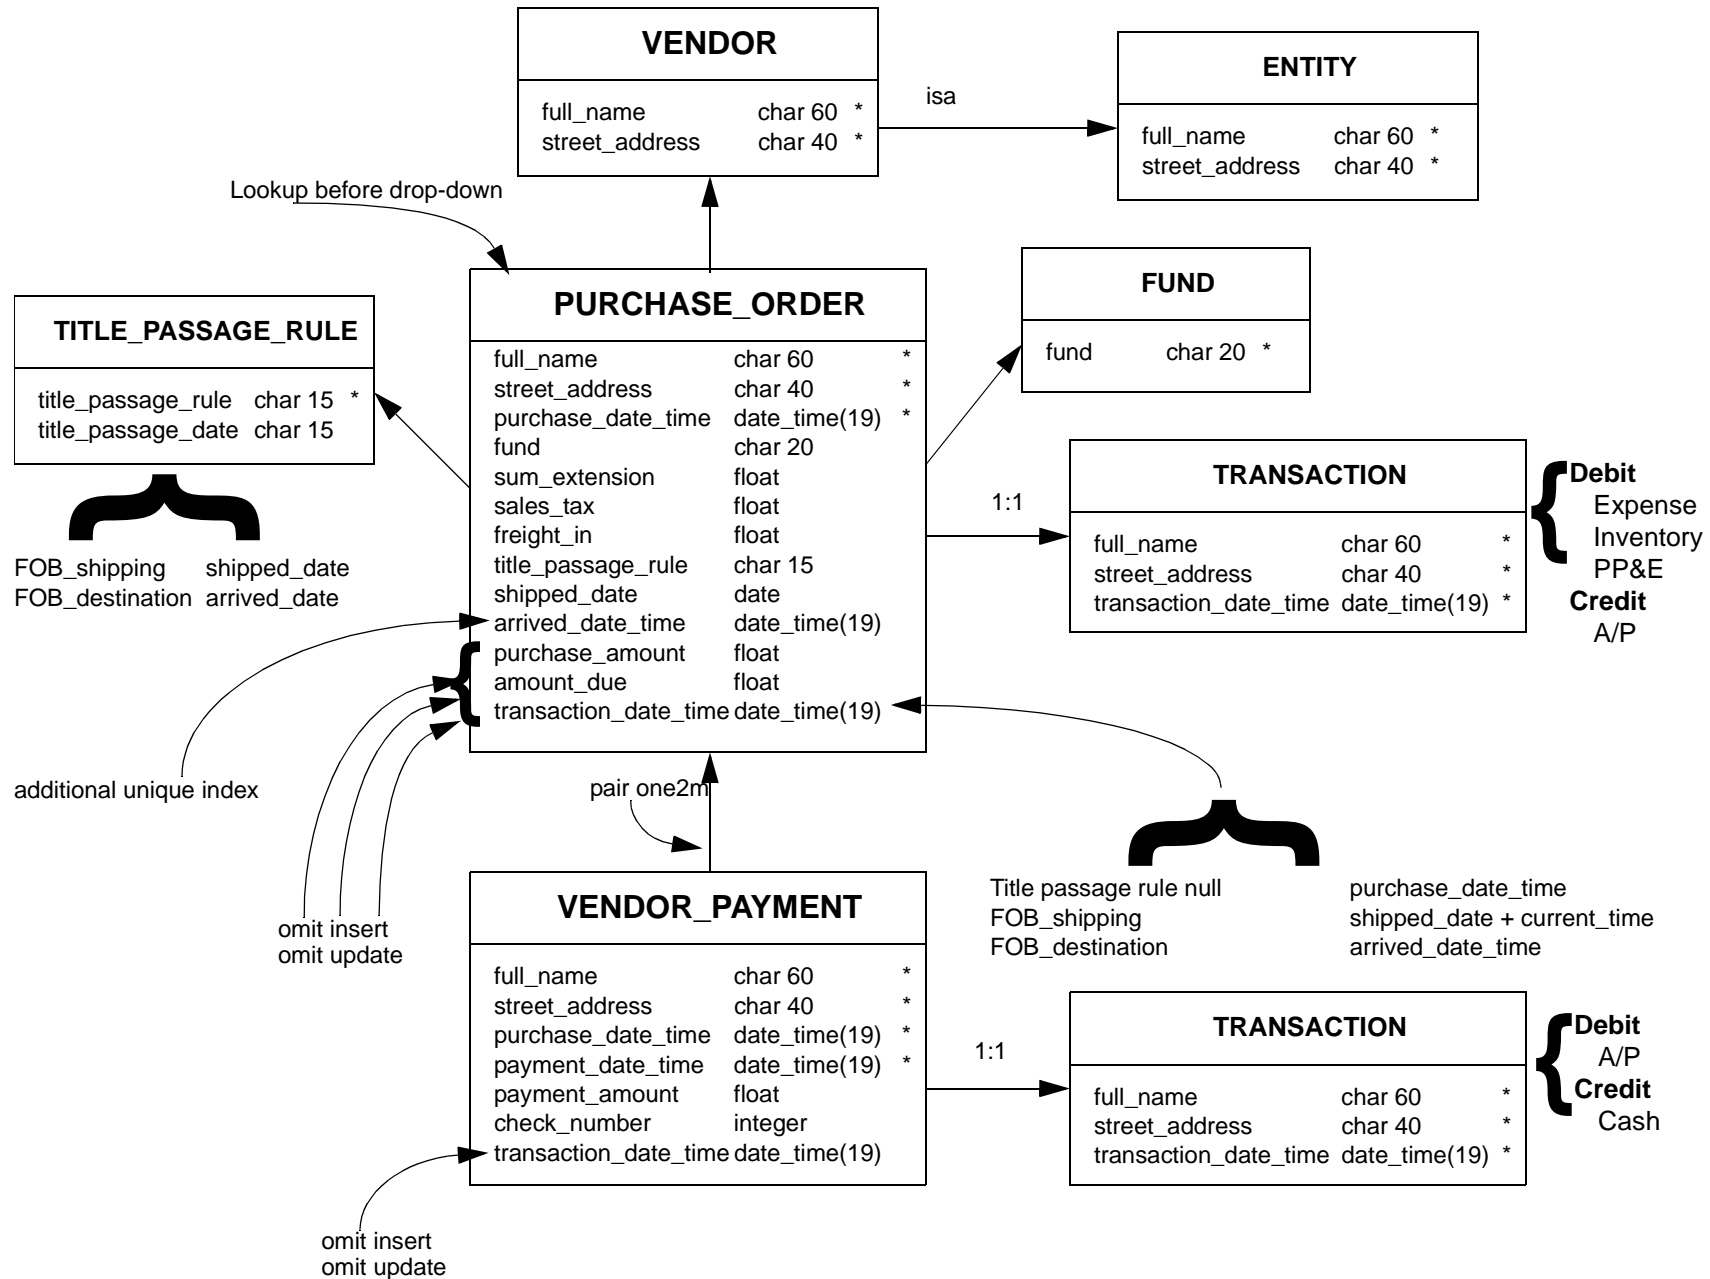 VENDOR
full_name char 60 *
street_address char 40 *
isa
ENTITY
full_name char 60 *
street_address char 40 *
Lookup before drop-down
TITLE_PASSAGE_RULE
title_passage_rule char 15 *
title_passage_date char 15
FOB_shipping shipped_date
FOB_destination arrived_date
PURCHASE_ORDER
full_name char 60 *
street_address char 40 *
purchase_date_time date_time(19) *
fund char 20
sum_extension float
sales_tax float
freight_in float
title_passage_rule char 15
shipped_date date
arrived_date_time date_time(19)
purchase_amount float
amount_due float
transaction_date_time date_time(19)
FUND
fund char 20 *
1:1
TRANSACTION
full_name char 60 *
street_address char 40 *
transaction_date_time date_time(19) *
{
Debit
Expense
Inventory
PP&E
Credit
A/P
additional unique index
{
omit insert
omit update
pair one2m
Title passage rule null purchase_date_time
FOB_shipping shipped_date + current_time
FOB_destination arrived_date_time
VENDOR_PAYMENT
full_name char 60 *
street_address char 40 *
purchase_date_time date_time(19) *
payment_date_time date_time(19) *
payment_amount float
check_number integer
transaction_date_time date_time(19)
1:1
TRANSACTION
full_name char 60 *
street_address char 40 *
transaction_date_time date_time(19) *
{
Debit
A/P
Credit
Cash
omit insert
omit update